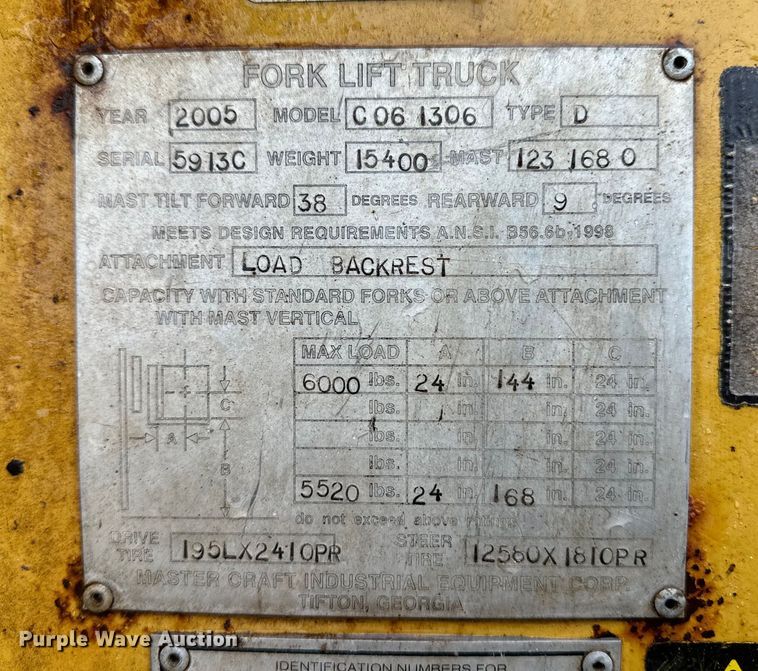 FORK LIFT TRUCK
YEAR 2005 MODEL C06 1306 TYPE D
SERIAL 5913C WEIGHT 15400 MAST 123 168 0
MAST TILT FORWARD 38 DEGREES REARWARD 9 DEGREES
MEETS DESIGN REQUIREMENTS A.N.S.I. B56.6b-1998
ATTACHMENT LOAD BACKREST
CAPACITY WITH STANDARD FORKS OR ABOVE ATTACHMENT
WITH MAST VERTICAL
MAX LOAD A B C
6000 lbs. 24 in. 144 in. 24 in.
lbs. in. in. 24 in.
lbs. in. in. 24 in.
lbs. in. in. 24 in.
5520 lbs. 24 in. 168 in. 24 in.
C
A
B
do not exceed above ratings
DRIVE TIRE 195LX2410PR STEER TIRE 12580X1810PR
MASTER CRAFT INDUSTRIAL EQUIPMENT CORP.
TIFTON, GEORGIA
Purple Wave Auction
IDENTIFICATION NUMBERS FOR